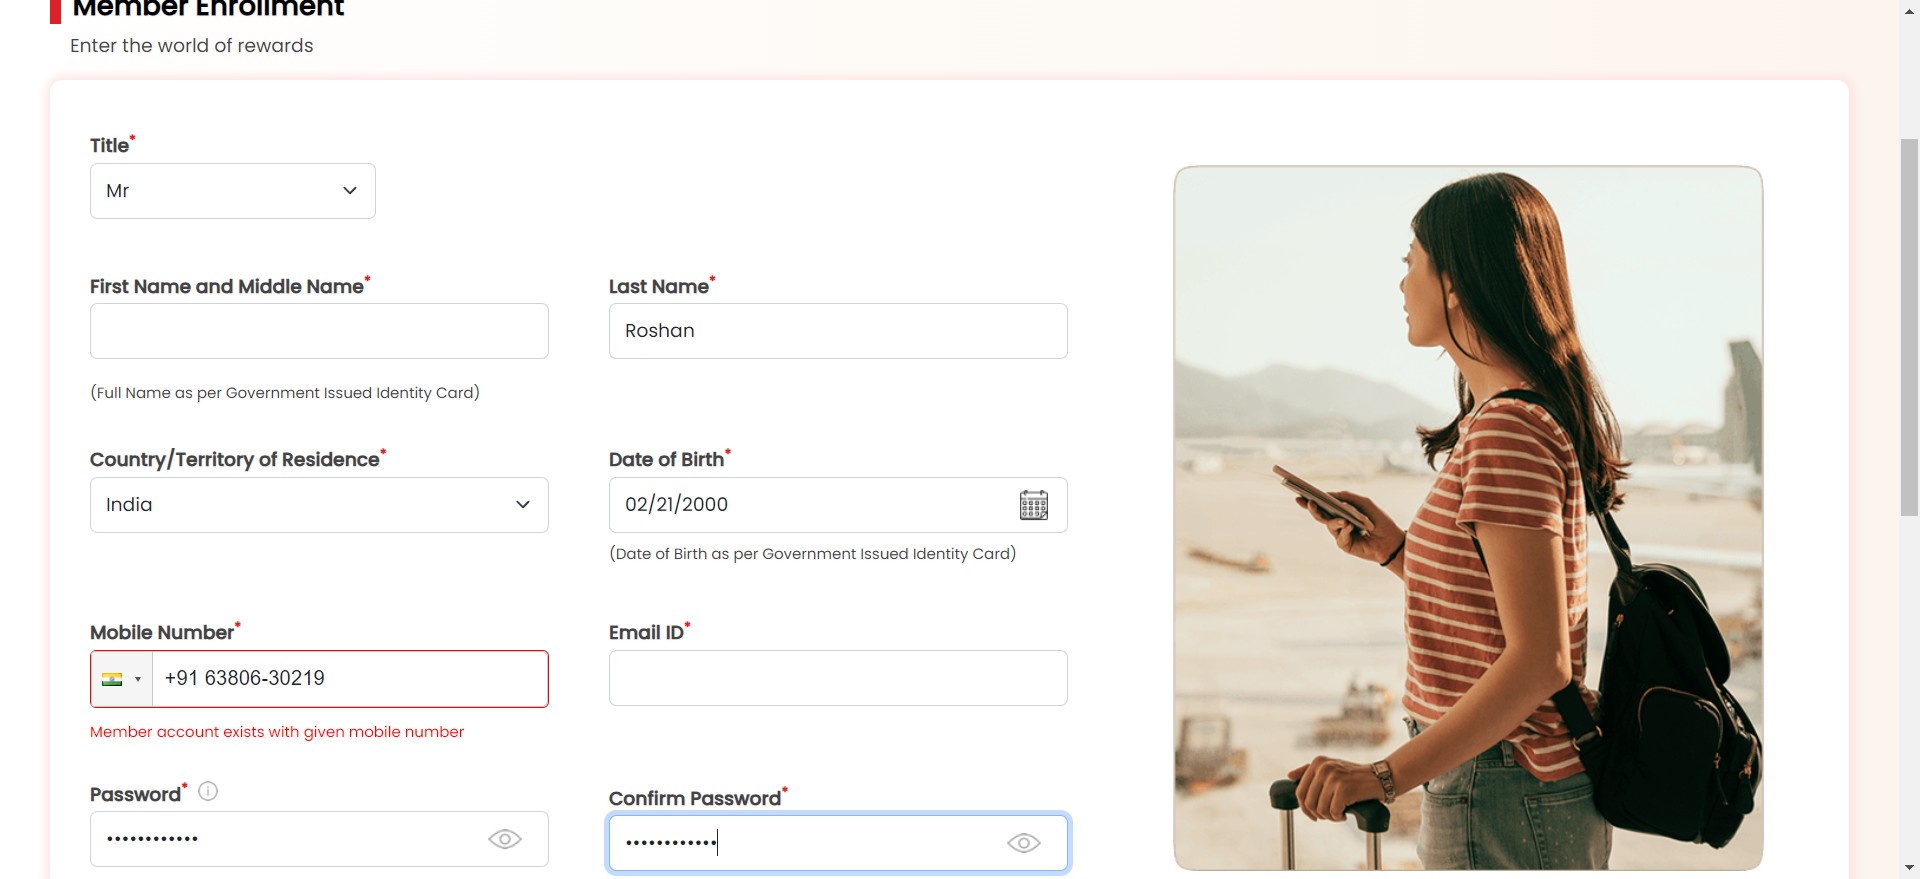 Member Enrollment
Enter the world of rewards
Title*
Mr
First Name and Middle Name*
Last Name*
Roshan
(Full Name as per Government Issued Identity Card)
Country/Territory of Residence*
Date of Birth*
India
02/21/2000
(Date of Birth as per Government Issued Identity Card)
Mobile Number*
Email ID*
+91 63806-30219
Member account exists with given mobile number
Password*
Confirm Password*
••••••••••••
••••••••••••